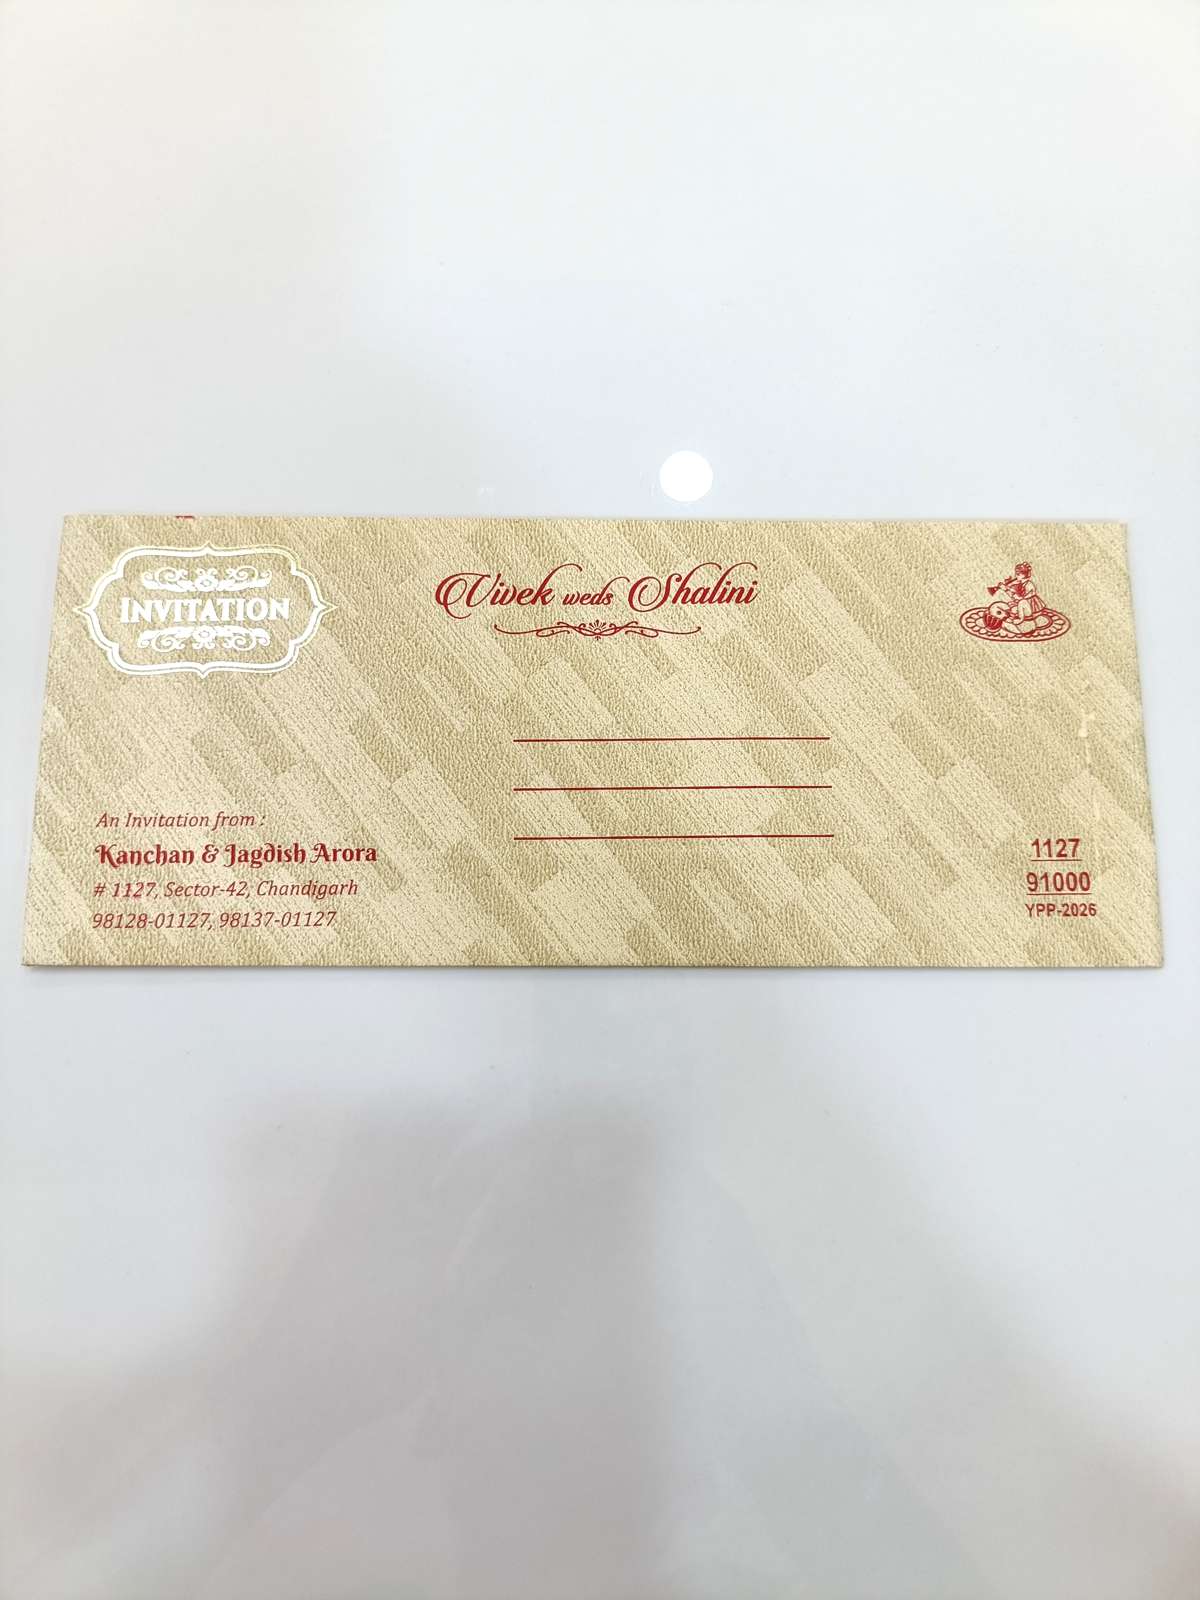 INVITATION
Vivek weds Shalini
An Invitation from :
Kanchan & Jagdish Arora
# 1127, Sector-42, Chandigarh
98128-01127, 98137-01127
1127
91000
YPP-2026